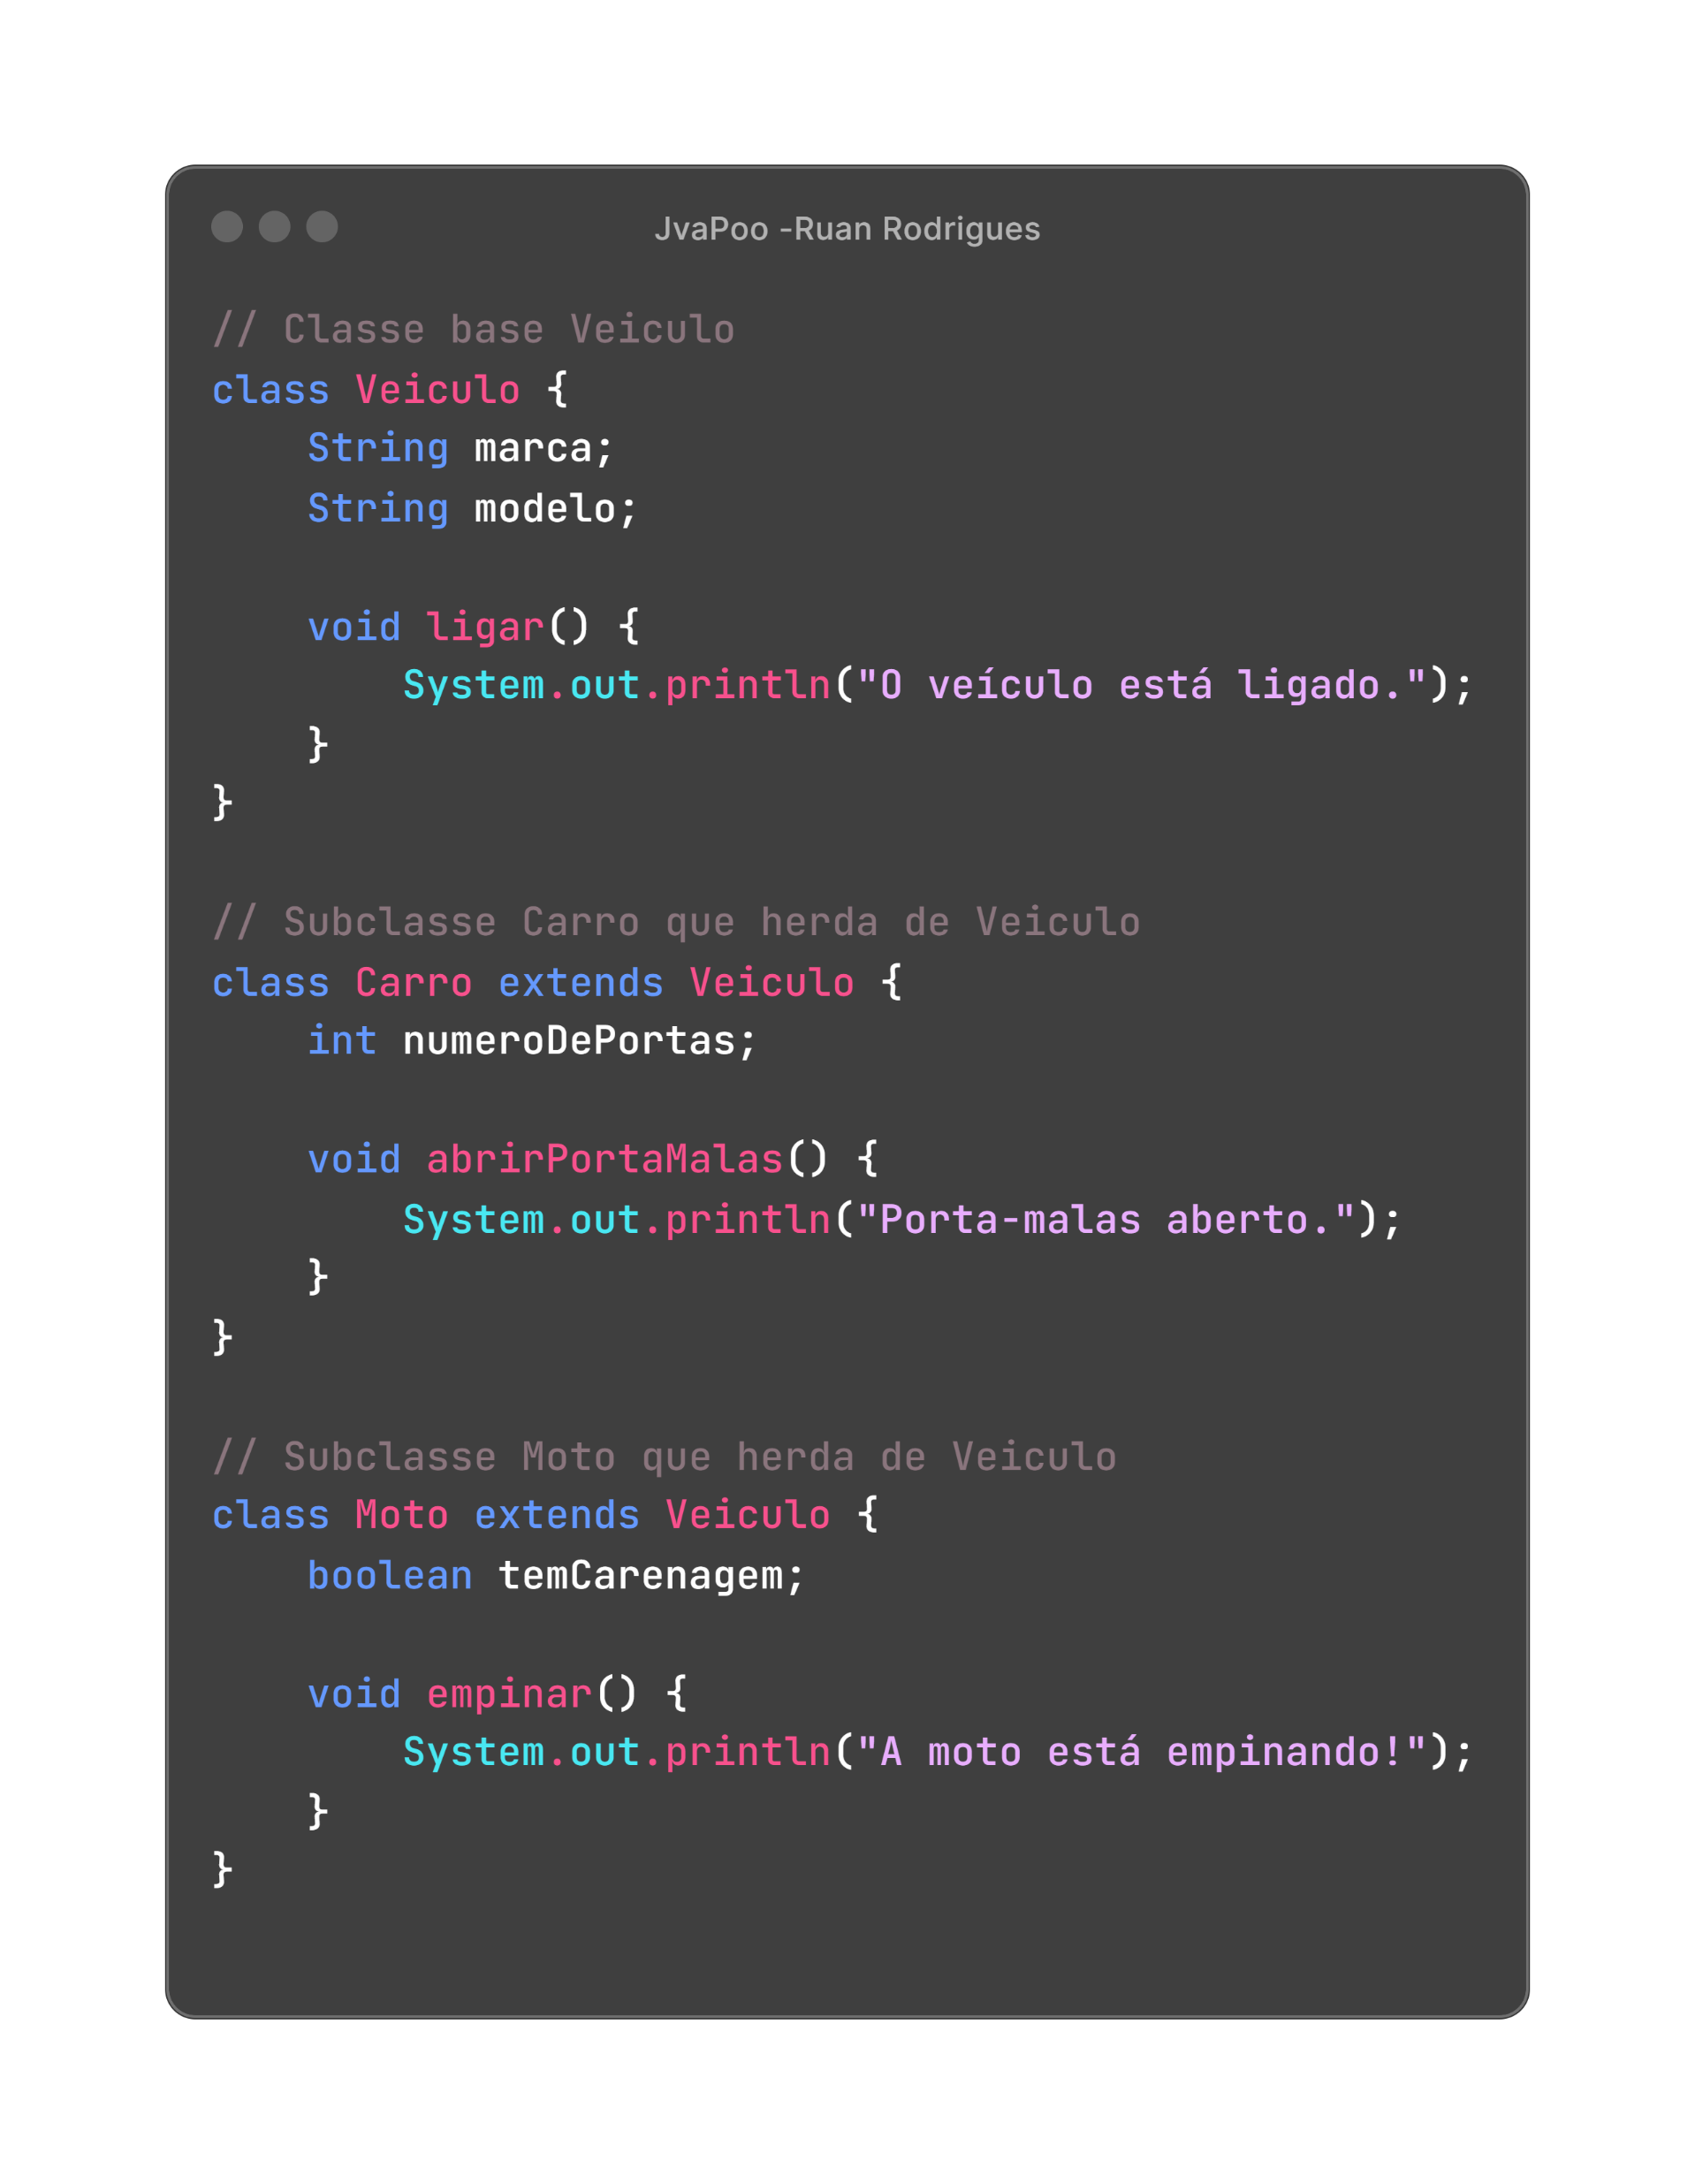 JvaPoo -Ruan Rodrigues
// Classe base Veiculo
class Veiculo {
    String marca;
    String modelo;
    void ligar() {
        System.out.println("O veículo está ligado.");
    }
}
// Subclasse Carro que herda de Veiculo
class Carro extends Veiculo {
    int numeroDePortas;
    void abrirPortaMalas() {
        System.out.println("Porta-malas aberto.");
    }
}
// Subclasse Moto que herda de Veiculo
class Moto extends Veiculo {
    boolean temCarenagem;
    void empinar() {
        System.out.println("A moto está empinando!");
    }
}